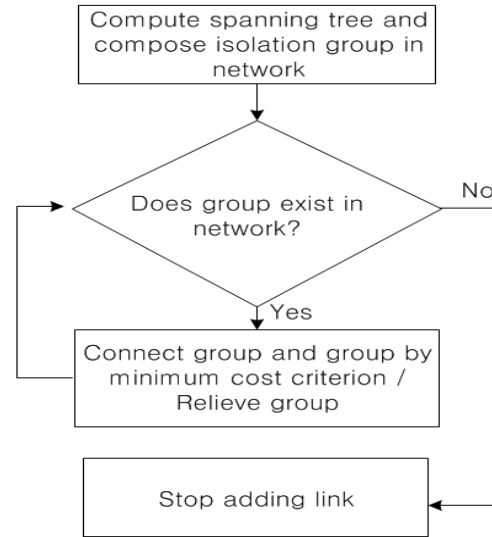 Compute spanning tree and
compose isolation group in
network
Does group exist in
network?
No
Yes
Connect group and group by
minimum cost criterion /
Relieve group
Stop adding link